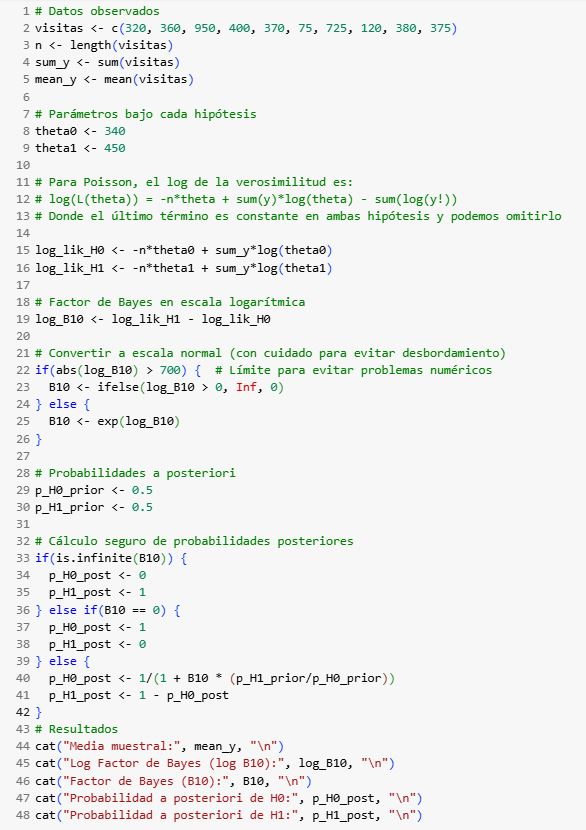 1 # Datos observados
2 visitas <- c(320, 360, 950, 400, 370, 75, 725, 120, 380, 375)
3 n <- length(visitas)
4 sum_y <- sum(visitas)
5 mean_y <- mean(visitas)
6
7 # Parámetros bajo cada hipótesis
8 theta0 <- 340
9 theta1 <- 450
10
11 # Para Poisson, el log de la verosimilitud es:
12 # log(L(theta)) = -n*theta + sum(y)*log(theta) - sum(log(y!))
13 # Donde el último término es constante en ambas hipótesis y podemos omitirlo
14
15 log_lik_H0 <- -n*theta0 + sum_y*log(theta0)
16 log_lik_H1 <- -n*theta1 + sum_y*log(theta1)
17
18 # Factor de Bayes en escala logarítmica
19 log_B10 <- log_lik_H1 - log_lik_H0
20
21 # Convertir a escala normal (con cuidado para evitar desbordamiento)
22 if(abs(log_B10) > 700) {  # Límite para evitar problemas numéricos
23   B10 <- ifelse(log_B10 > 0, Inf, 0)
24 } else {
25   B10 <- exp(log_B10)
26 }
27
28 # Probabilidades a posteriori
29 p_H0_prior <- 0.5
30 p_H1_prior <- 0.5
31
32 # Cálculo seguro de probabilidades posteriores
33 if(is.infinite(B10)) {
34   p_H0_post <- 0
35   p_H1_post <- 1
36 } else if(B10 == 0) {
37   p_H0_post <- 1
38   p_H1_post <- 0
39 } else {
40   p_H0_post <- 1/(1 + B10 * (p_H1_prior/p_H0_prior))
41   p_H1_post <- 1 - p_H0_post
42 }
43 # Resultados
44 cat("Media muestral:", mean_y, "\n")
45 cat("Log Factor de Bayes (log B10):", log_B10, "\n")
46 cat("Factor de Bayes (B10):", B10, "\n")
47 cat("Probabilidad a posteriori de H0:", p_H0_post, "\n")
48 cat("Probabilidad a posteriori de H1:", p_H1_post, "\n")